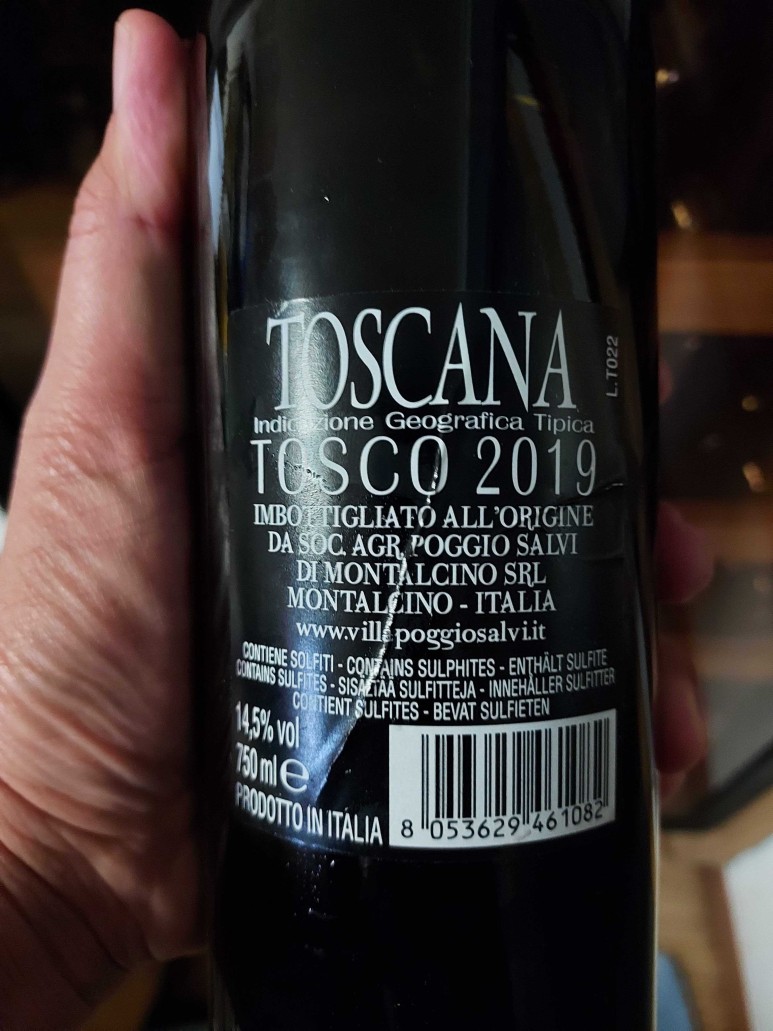 TOSCANA
L.T022
Indicazione Geografica Tipica
TOSCO 2019
IMBOTTIGLIATO ALL'ORIGINE
DA SOC. AGR. POGGIO SALVI
DI MONTALCINO SRL
MONTALCINO - ITALIA
www.villapoggiosalvi.it
CONTIENE SOLFITI - CONTAINS SULPHITES - ENTHÄLT SULFITE
CONTAINS SULFITES - SISÄLTÄÄ SULFITTEJA - INNEHÅLLER SULFITTER
CONTIENT SULFITES - BEVAT SULFIETEN
14,5% vol
750 ml e
PRODOTTO IN ITALIA
8 053629 461082